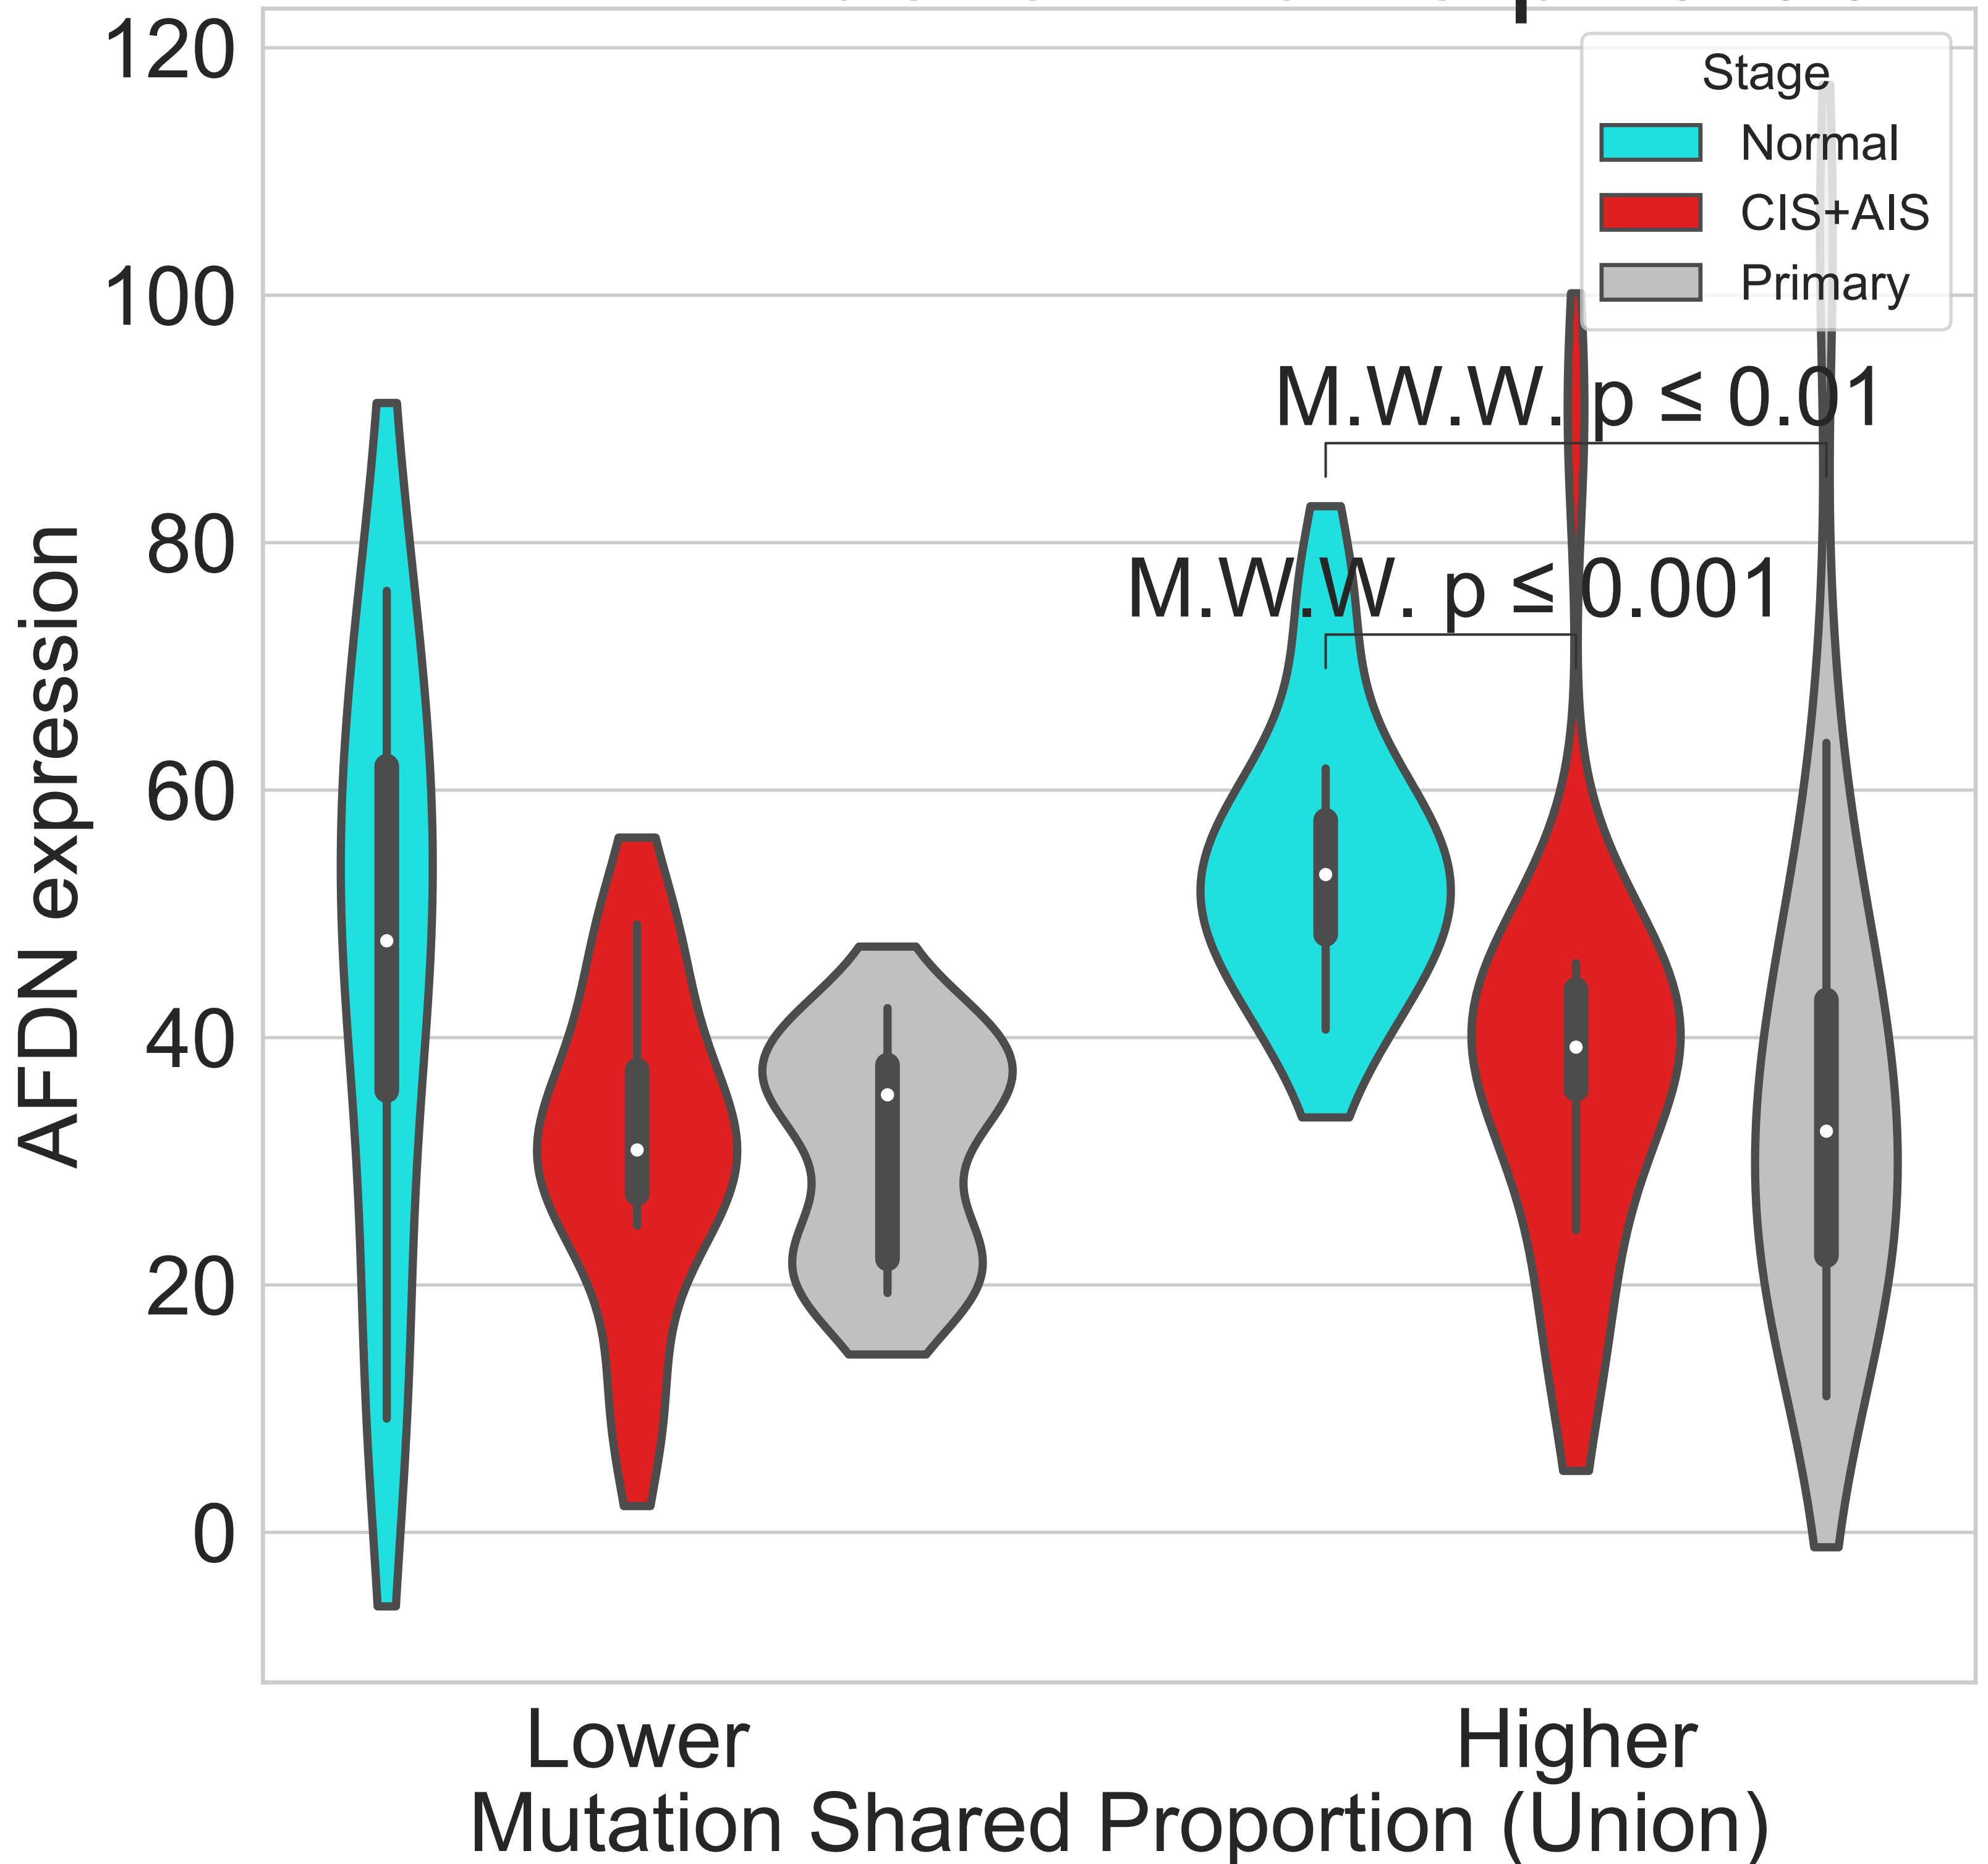 120
100
80
60
40
20
0
AFDN expression
Stage
Normal
CIS+AIS
Primary
M.W.W. p ≤ 0.01
M.W.W. p ≤ 0.001
Lower
Higher
Mutation Shared Proportion (Union)